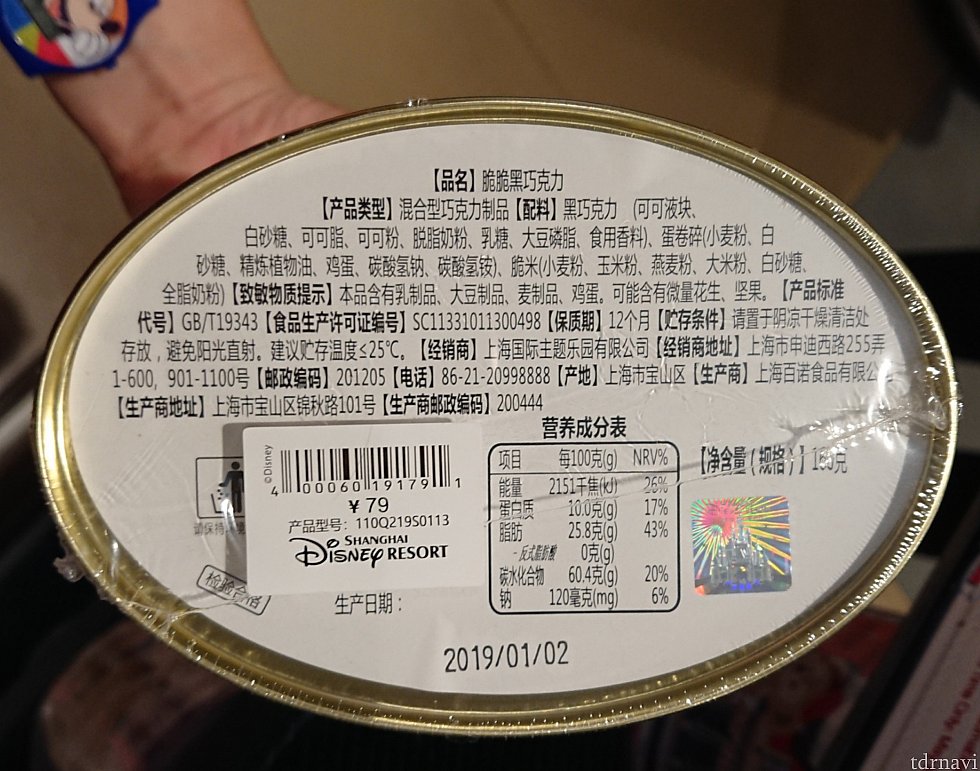 【品名】脆脆黑巧克力
【产品类型】混合型巧克力制品【配料】黑巧克力 (可可液块、
白砂糖、可可脂、可可粉、脱脂奶粉、乳糖、大豆磷脂、食用香料)、蛋卷碎(小麦粉、白
砂糖、精炼植物油、鸡蛋、碳酸氢钠、碳酸氢铵)、脆米(小麦粉、玉米粉、燕麦粉、大米粉、白砂糖、
全脂奶粉)【致敏物质提示】本品含有乳制品、大豆制品、麦制品、鸡蛋。可能含有微量花生、坚果。【产品标准
代号】GB/T19343【食品生产许可证编号】SC11331011300498【保质期】12个月【贮存条件】请置于阴凉干燥清洁处
存放，避免阳光直射。建议贮存温度≤25℃。【经销商】上海国际主题乐园有限公司【经销商地址】上海市申迪西路255弄
1-600, 901-1100号【邮政编码】201205【电话】86-21-20998888【产地】上海市宝山区【生产商】上海百诺食品有限公
【生产商地址】上海市宝山区锦秋路101号【生产商邮政编码】200444
营养成分表
项目 每100克(g) NRV%
能量 2151千焦(kJ) 26%
蛋白质 10.0克(g) 17%
脂肪 25.8克(g) 43%
-反式脂肪酸 0克(g)
碳水化合物 60.4克(g) 20%
钠 120毫克(mg) 6%
【净含量(规格)】克
©Disney
4 00060 19179 1
¥79
产品型号: 110Q219S0113
SHANGHAI
Disney RESORT
请保持环境
检验合格
生产日期：
2019/01/02
tdrnavi